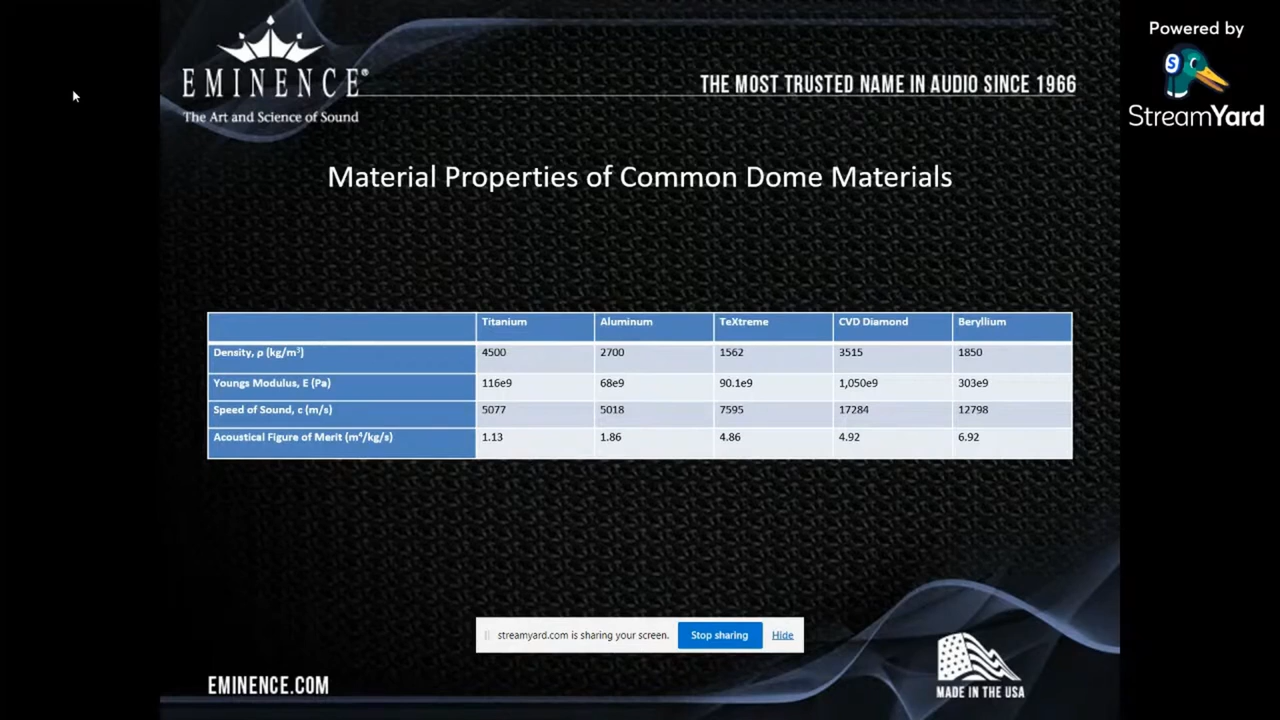 Powered by
StreamYard
EMINENCE®
The Art and Science of Sound
THE MOST TRUSTED NAME IN AUDIO SINCE 1966
Material Properties of Common Dome Materials
Titanium Aluminum TeXtreme CVD Diamond Beryllium
Density, ρ (kg/m³) 4500 2700 1562 3515 1850
Youngs Modulus, E (Pa) 116e9 68e9 90.1e9 1,050e9 303e9
Speed of Sound, c (m/s) 5077 5018 7595 17284 12798
Acoustical Figure of Merit (m⁴/kg/s) 1.13 1.86 4.86 4.92 6.92
streamyard.com is sharing your screen. Stop sharing Hide
EMINENCE.COM
MADE IN THE USA